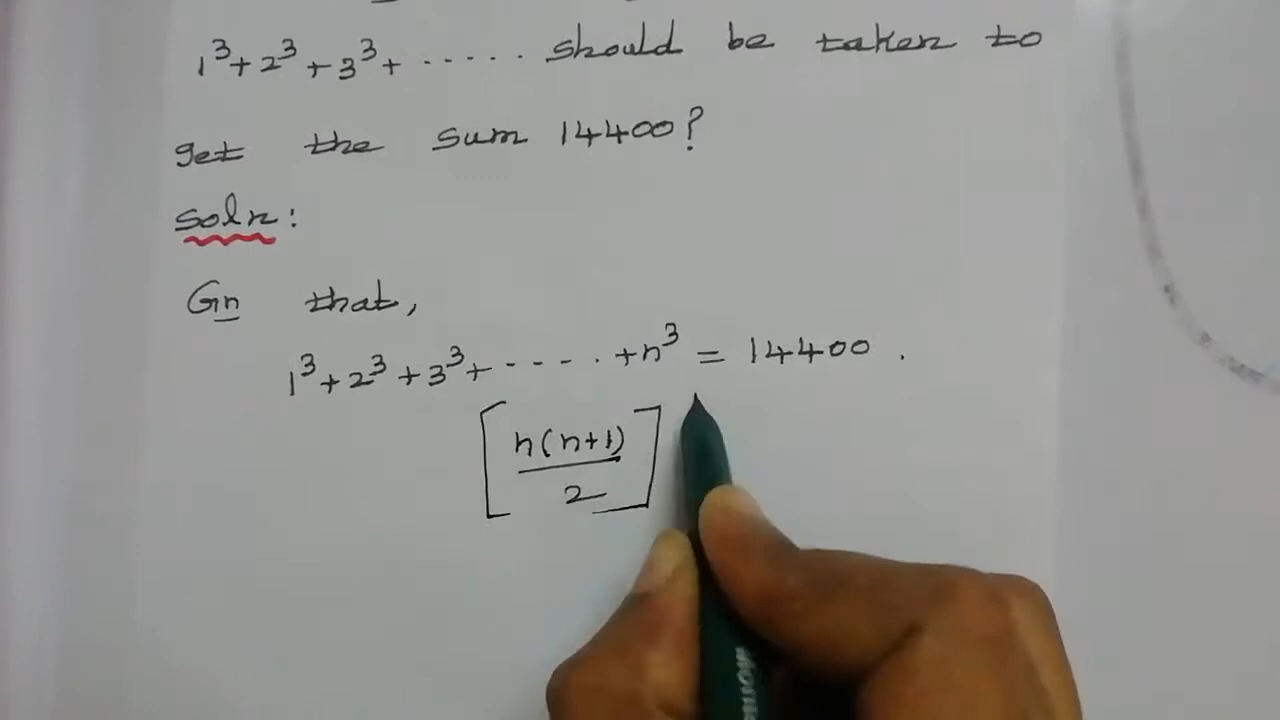 1³+2³+3³+ ..... should be taken to
get the sum 14400?
Soln:
Gn that,
1³+2³+3³+ ---- . +n³ = 14400 .
[n(n+1)
2]